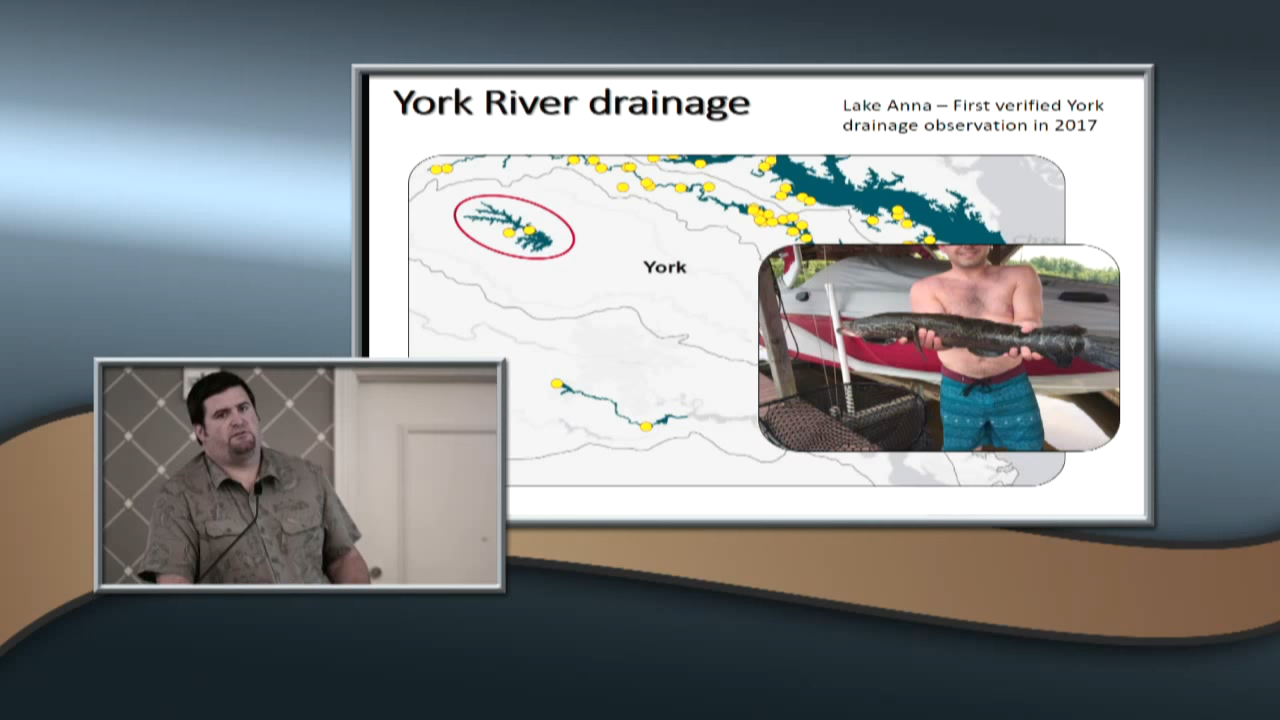 York River drainage
Lake Anna – First verified York
drainage observation in 2017
York